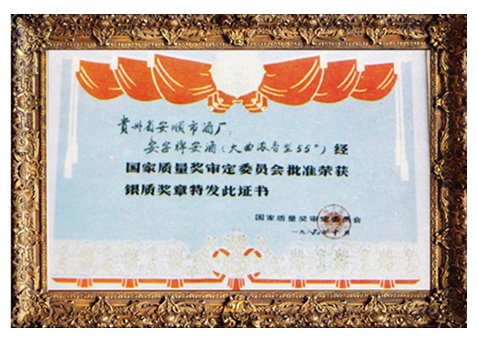 贵州省安顺市酒厂:
安字牌安酒(大曲浓香型55°)经
国家质量奖审定委员会批准荣获
银质奖章特发此证书
国家质量奖审定委员会